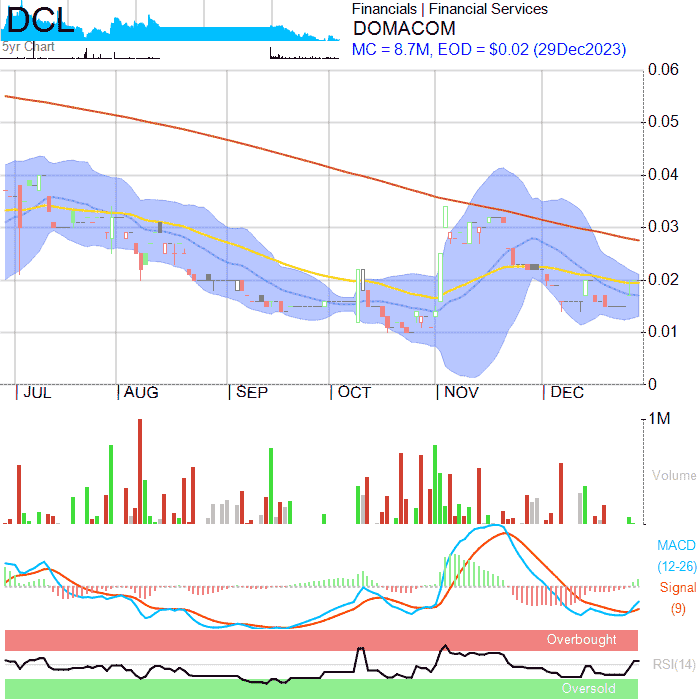 DCL
5yr Chart
Financials | Financial Services
DOMACOM
MC = 8.7M, EOD = $0.02 (29Dec2023)
0.06
0.05
0.04
0.03
0.02
0.01
0
JUL AUG SEP OCT NOV DEC
1M
Volume
MACD
(12-26)
Signal
(9)
Overbought
RSI(14)
Oversold